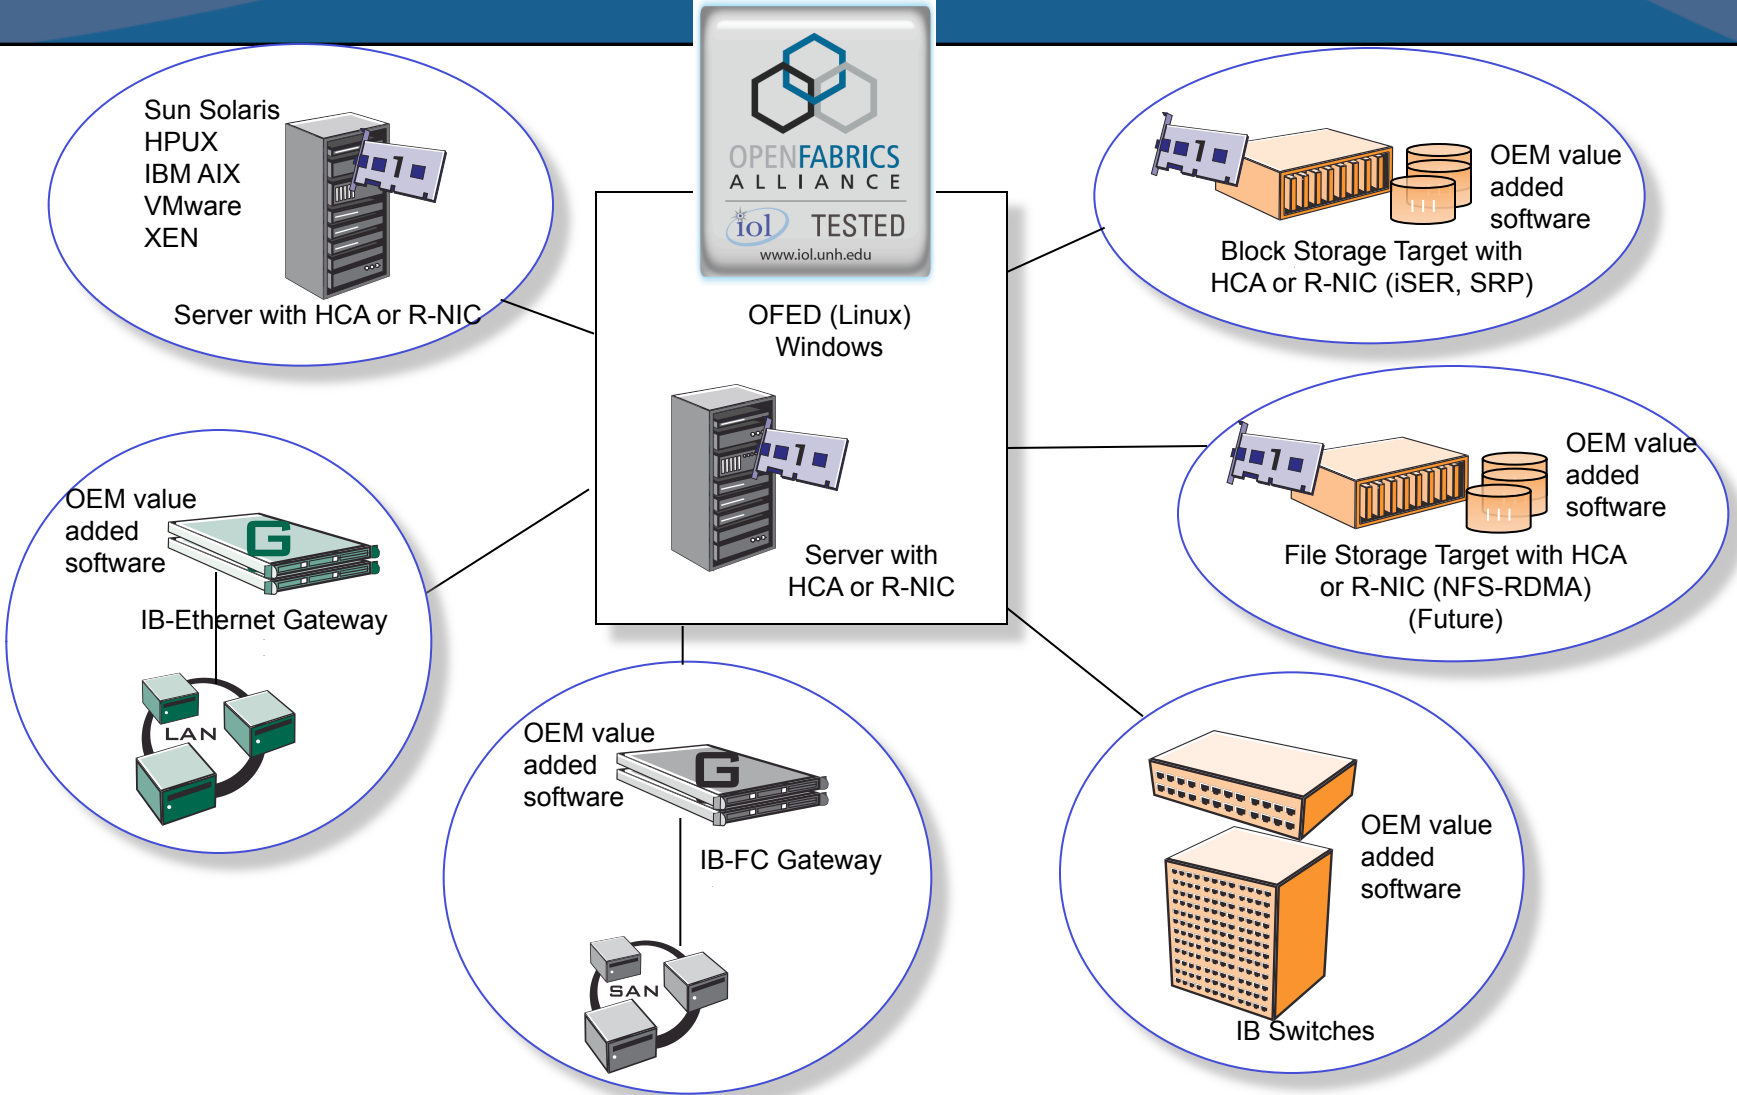 OPENFABRICS
ALLIANCE
iol TESTED
www.iol.unh.edu
Sun Solaris
HPUX
IBM AIX
VMware
XEN
Server with HCA or R-NIC
OFED (Linux)
Windows
Server with
HCA or R-NIC
OEM value
added
software
Block Storage Target with
HCA or R-NIC (iSER, SRP)
OEM value
added
software
File Storage Target with HCA
or R-NIC (NFS-RDMA)
(Future)
OEM value
added
software
G
IB-Ethernet Gateway
LAN
OEM value
added
software
G
IB-FC Gateway
SAN
OEM value
added
software
IB Switches